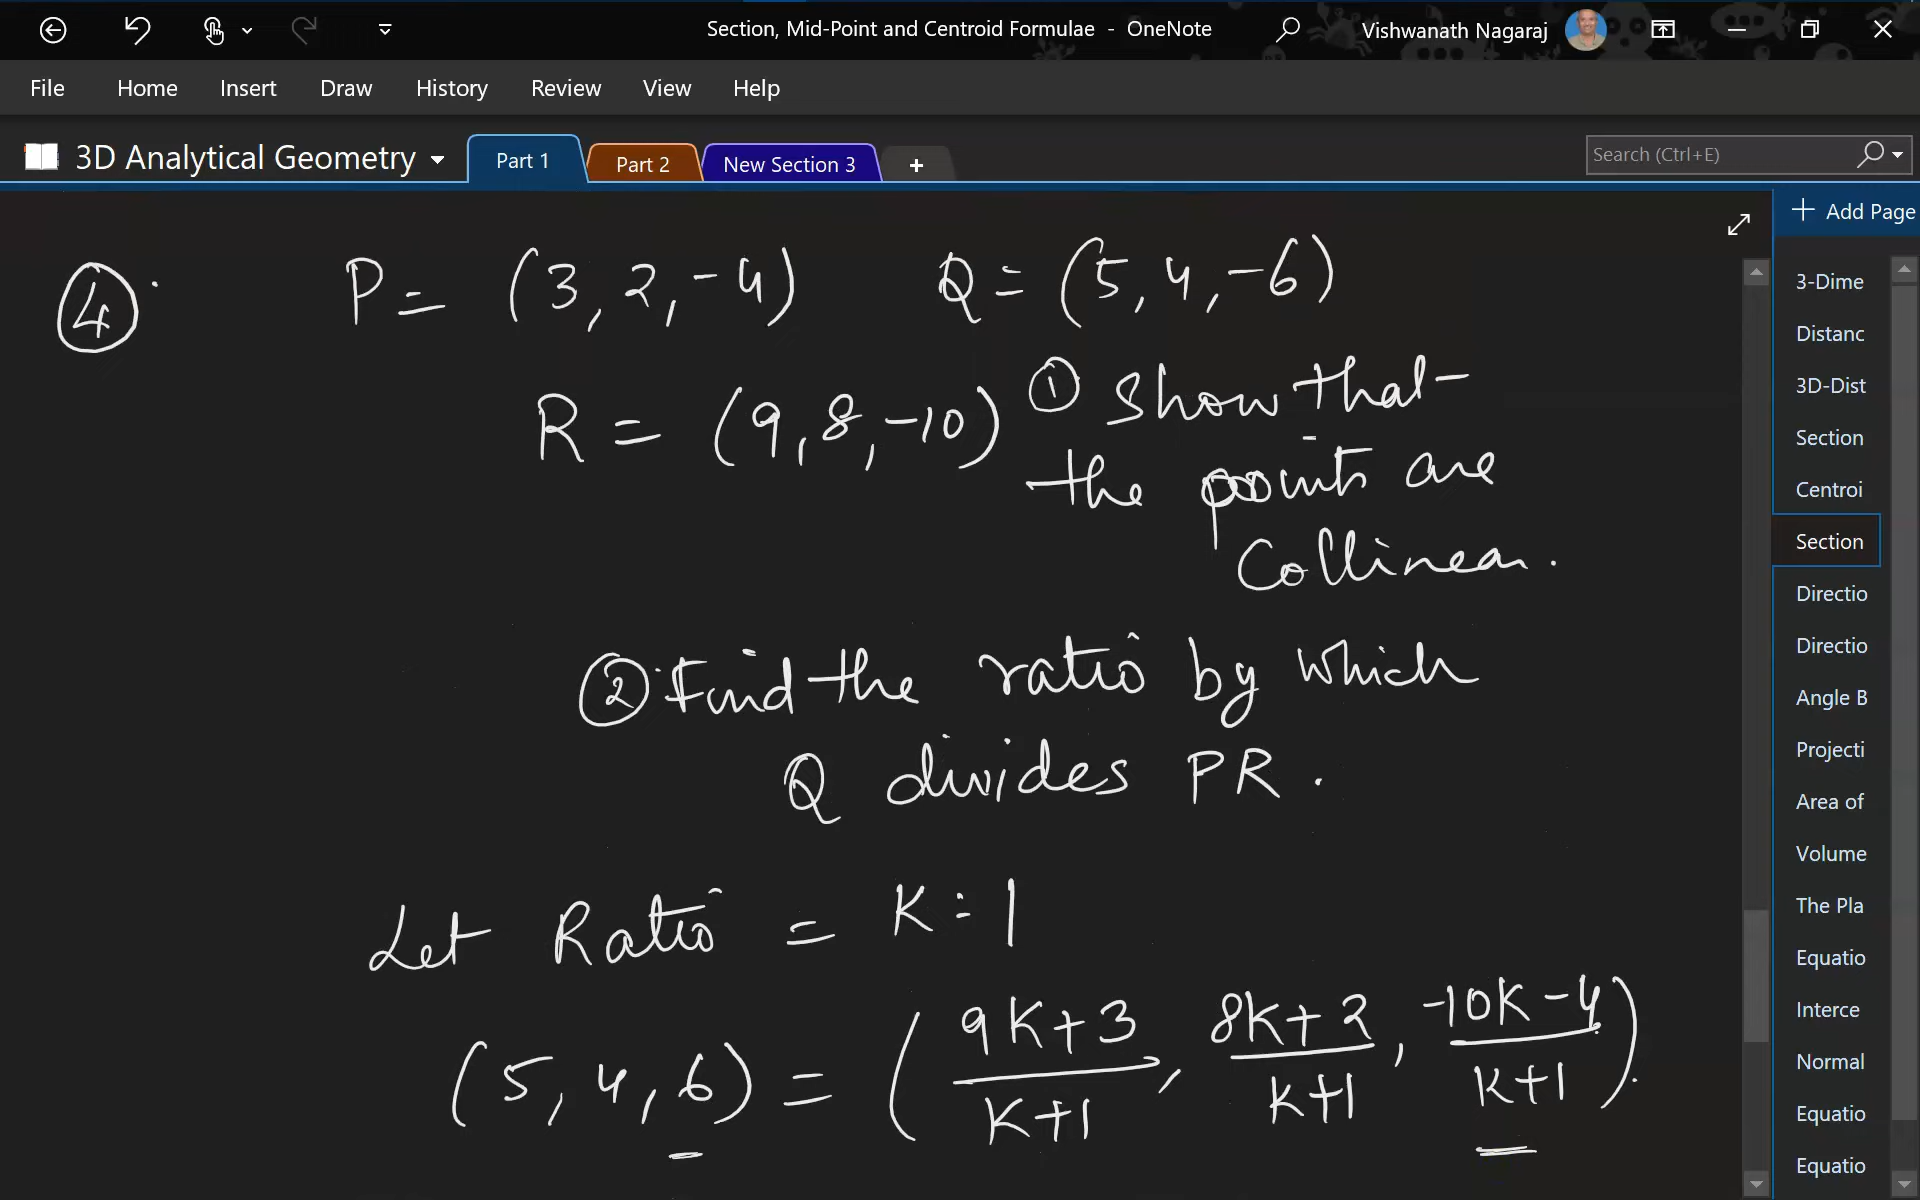 Section, Mid-Point and Centroid Formulae - OneNote
Vishwanath Nagaraj
File Home Insert Draw History Review View Help
3D Analytical Geometry
Part 1
Part 2
New Section 3
+
Search (Ctrl+E)
+ Add Page
3-Dime
Distanc
3D-Dist
Section
Centroi
Section
Directio
Directio
Angle B
Projecti
Area of
Volume
The Pla
Equatio
Interce
Normal
Equatio
Equatio
4. P = (3, 2, -4) Q = (5, 4, -6)
R = (9, 8, -10) ① Show that
the points are
Collinear.
② Find the ratio by which
Q divides PR.
Let Ratio = K : 1
(5, 4, 6) = ( (9K+3)/(K+1), (8K+2)/(K+1), (-10K-4)/(K+1) ).